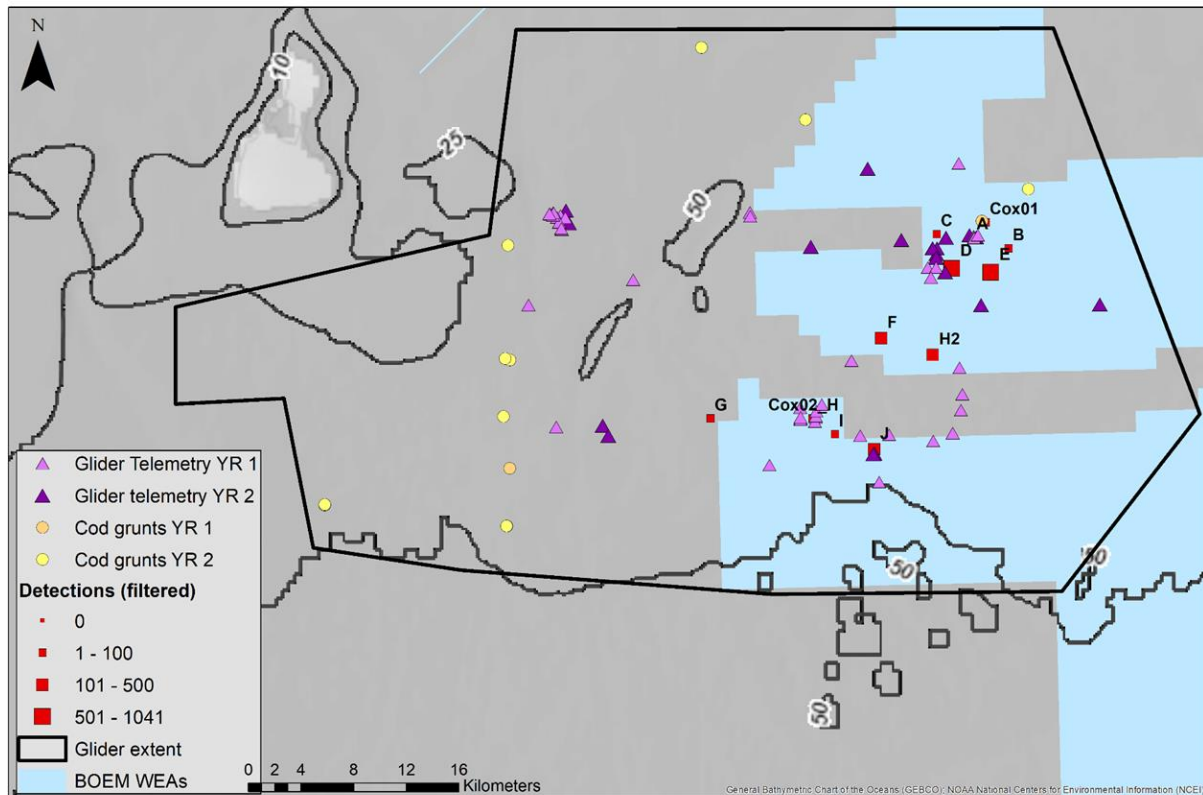 N
10
25
50
Cox01
C
A
B
D
E
F
H2
G
Cox02
H
I
J
50
50
50
Glider Telemetry YR 1
Glider telemetry YR 2
Cod grunts YR 1
Cod grunts YR 2
Detections (filtered)
0
1 - 100
101 - 500
501 - 1041
Glider extent
BOEM WEAs
0 2 4 8 12 16
Kilometers
General Bathymetric Chart of the Oceans (GEBCO); NOAA National Centers for Environmental Information (NCE